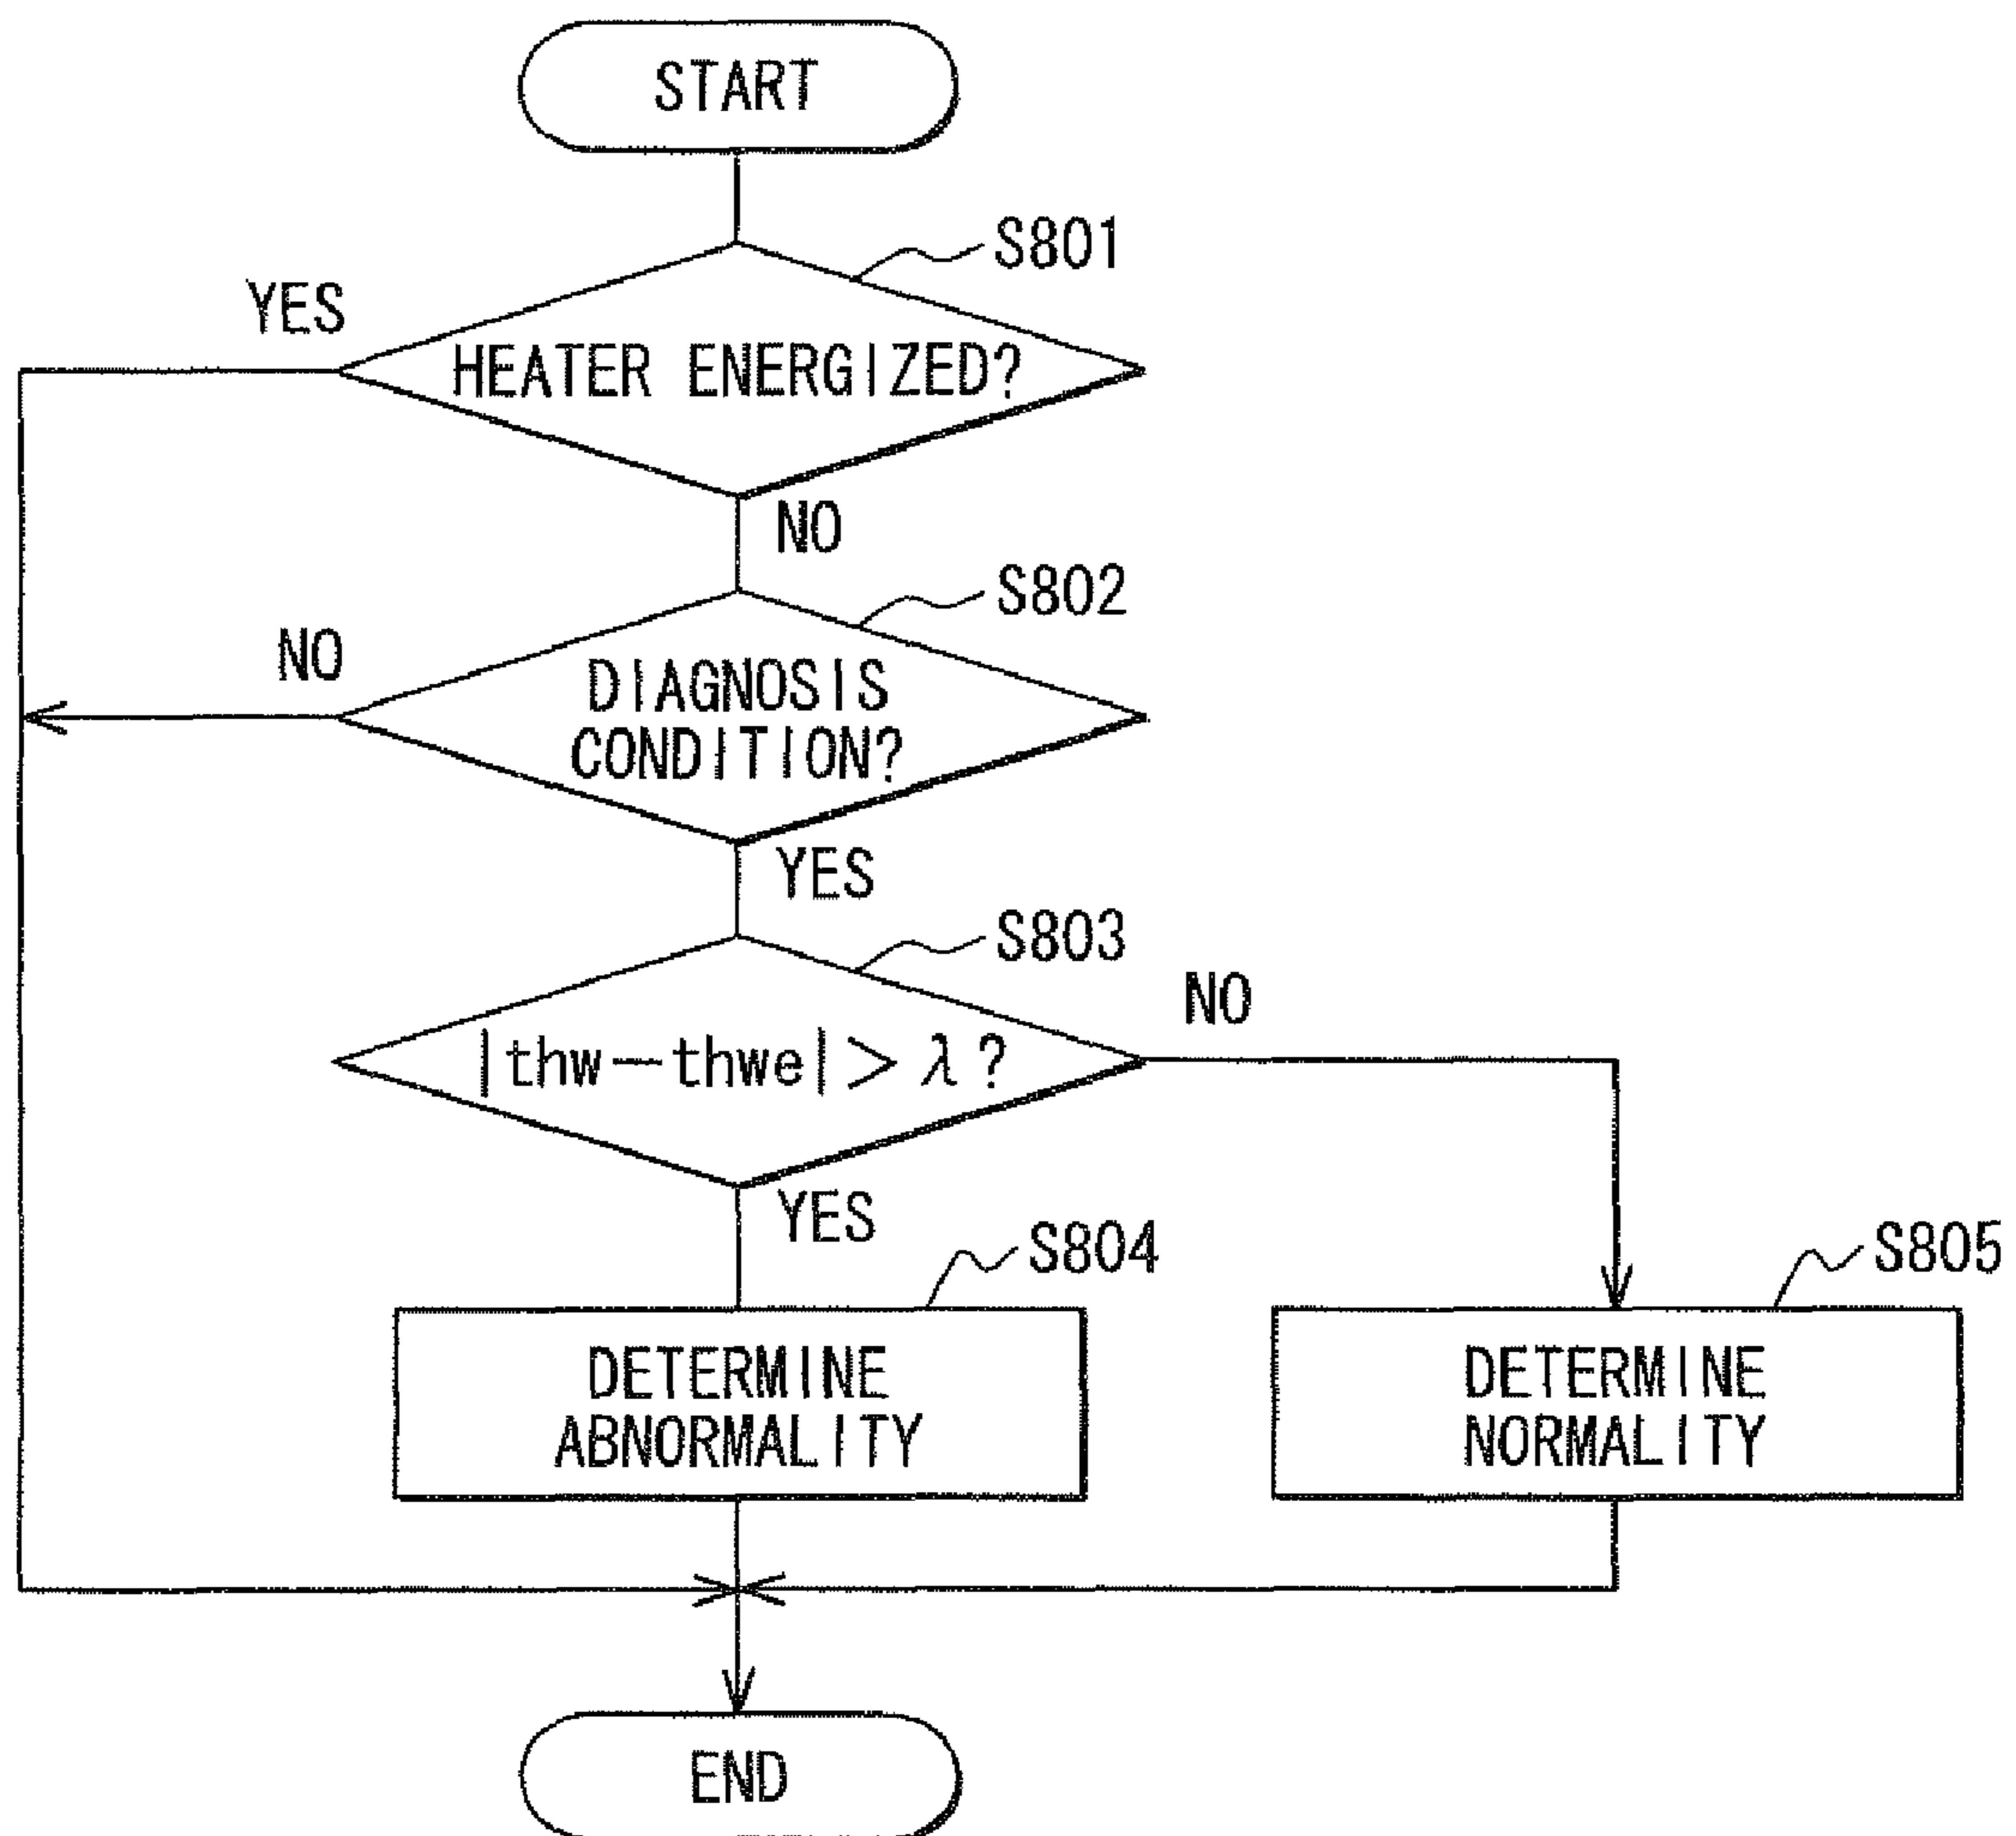 START
S801
YES
HEATER ENERGIZED?
NO
S802
NO
DIAGNOSIS
CONDITION?
YES
S803
NO
|thw-thwe|>λ?
YES
S804
S805
DETERMINE
ABNORMALITY
DETERMINE
NORMALITY
END